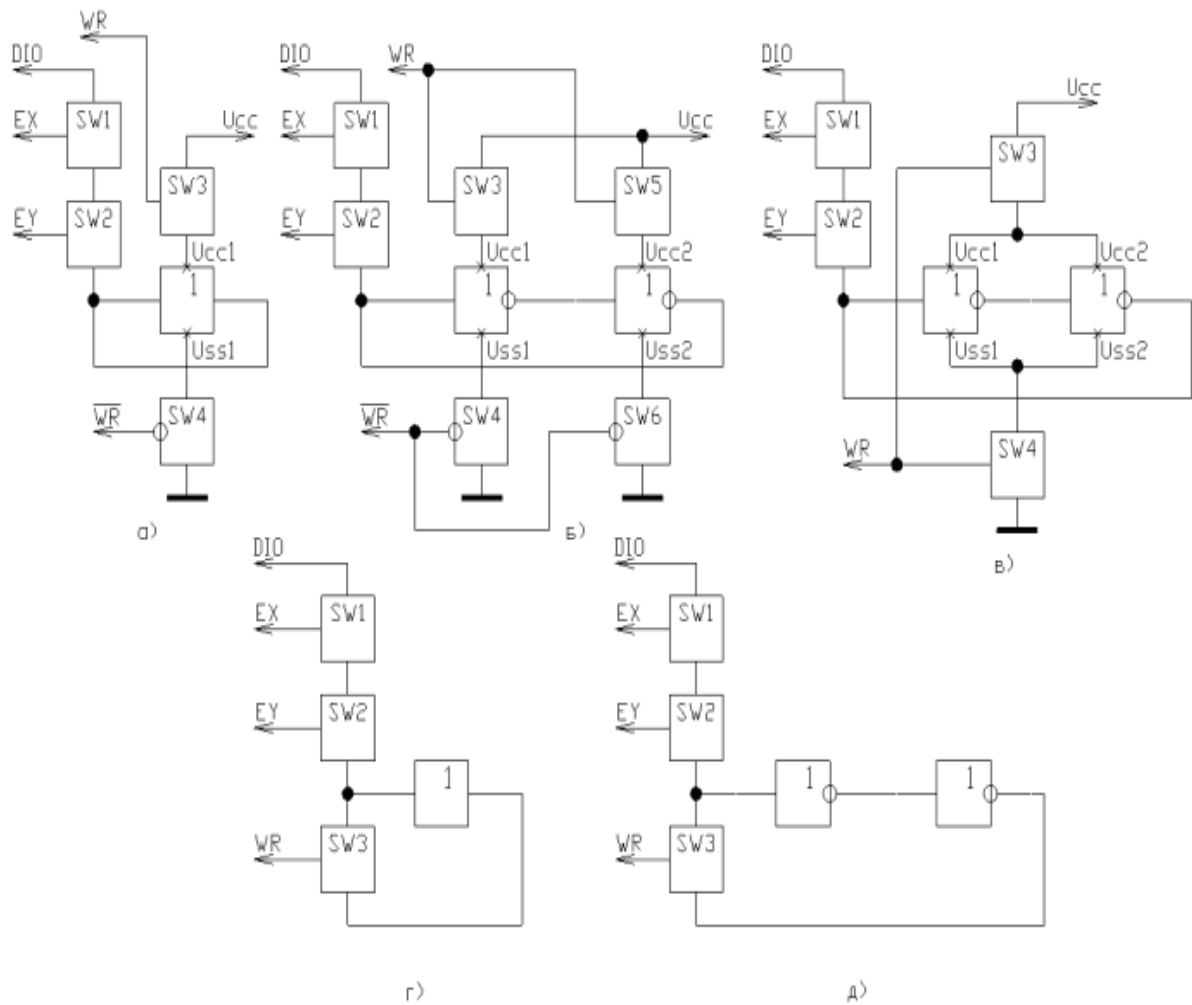 WR
DIO
EX
SW1
Ucc
SW3
EY
SW2
Ucc1
1
Uss1
W̅R̅
SW4
а)
DIO
WR
EX
SW1
Ucc
SW3
SW5
EY
SW2
Ucc1
Ucc2
1
1
Uss1
Uss2
W̅R̅
SW4
SW6
б)
DIO
Ucc
EX
SW1
SW3
EY
SW2
Ucc1
Ucc2
1
1
Uss1
Uss2
WR
SW4
в)
DIO
EX
SW1
EY
SW2
1
WR
SW3
г)
DIO
EX
SW1
EY
SW2
1
1
WR
SW3
д)